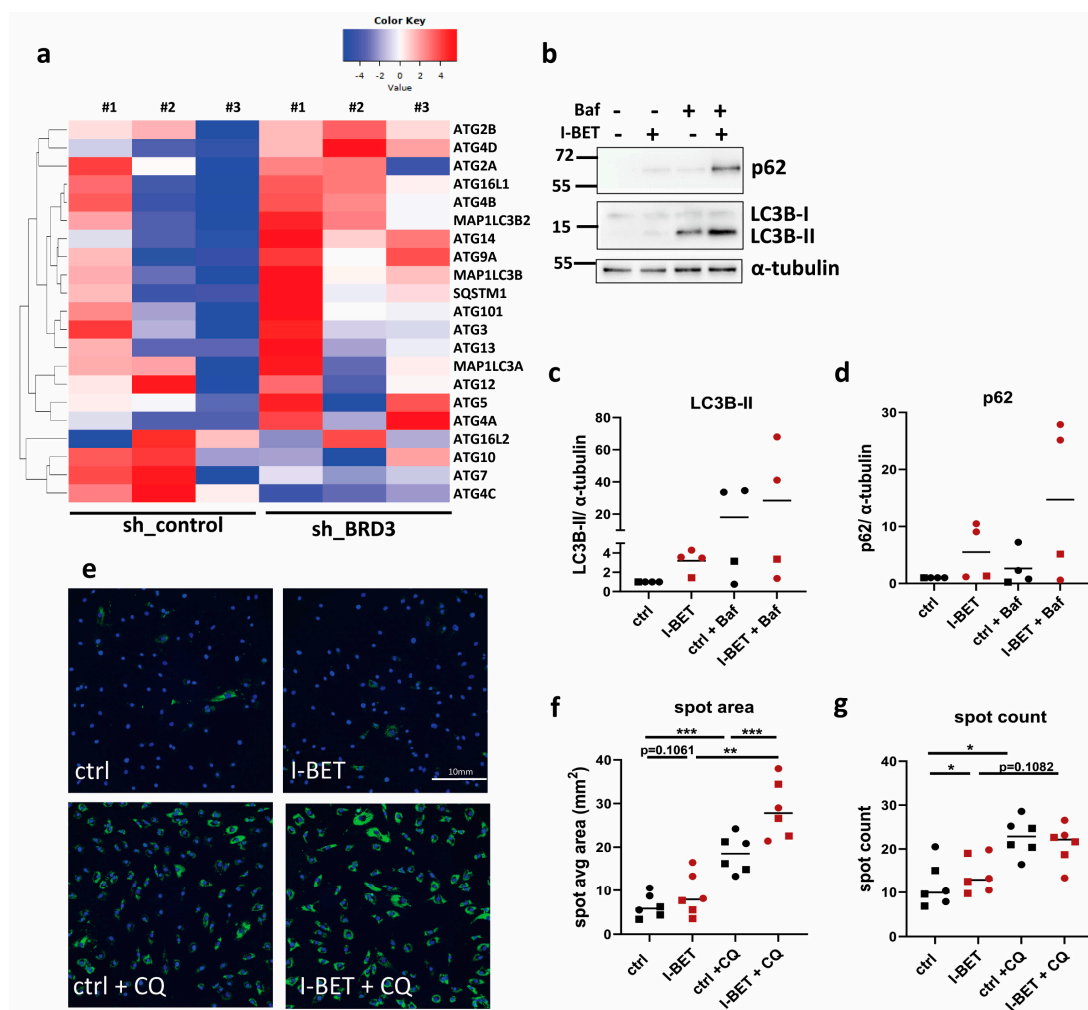 a
Color Key
-4 -2 0 2 4
Value
#1 #2 #3 #1 #2 #3
ATG2B
ATG4D
ATG2A
ATG16L1
ATG4B
MAP1LC3B2
ATG14
ATG9A
MAP1LC3B
SQSTM1
ATG101
ATG3
ATG13
MAP1LC3A
ATG12
ATG5
ATG4A
ATG16L2
ATG10
ATG7
ATG4C
sh_control sh_BRD3
b
Baf - - + +
I-BET - + - +
72
55
p62
15
LC3B-I
LC3B-II
55
α-tubulin
c
LC3B-II
LC3B-II/ α-tubulin
80
60
40
20
4
2
0
ctrl
I-BET
ctrl + Baf
I-BET + Baf
d
p62
p62/ α-tubulin
30
20
10
0
ctrl
I-BET
ctrl + Baf
I-BET + Baf
e
ctrl
I-BET
10mm
ctrl + CQ
I-BET + CQ
f
spot area
*** ***
p=0.1061 **
spot avg area (mm2)
40
30
20
10
0
ctrl
I-BET
ctrl +CQ
I-BET + CQ
g
spot count
*
* p=0.1082
spot count
40
30
20
10
0
ctrl
I-BET
ctrl +CQ
I-BET + CQ